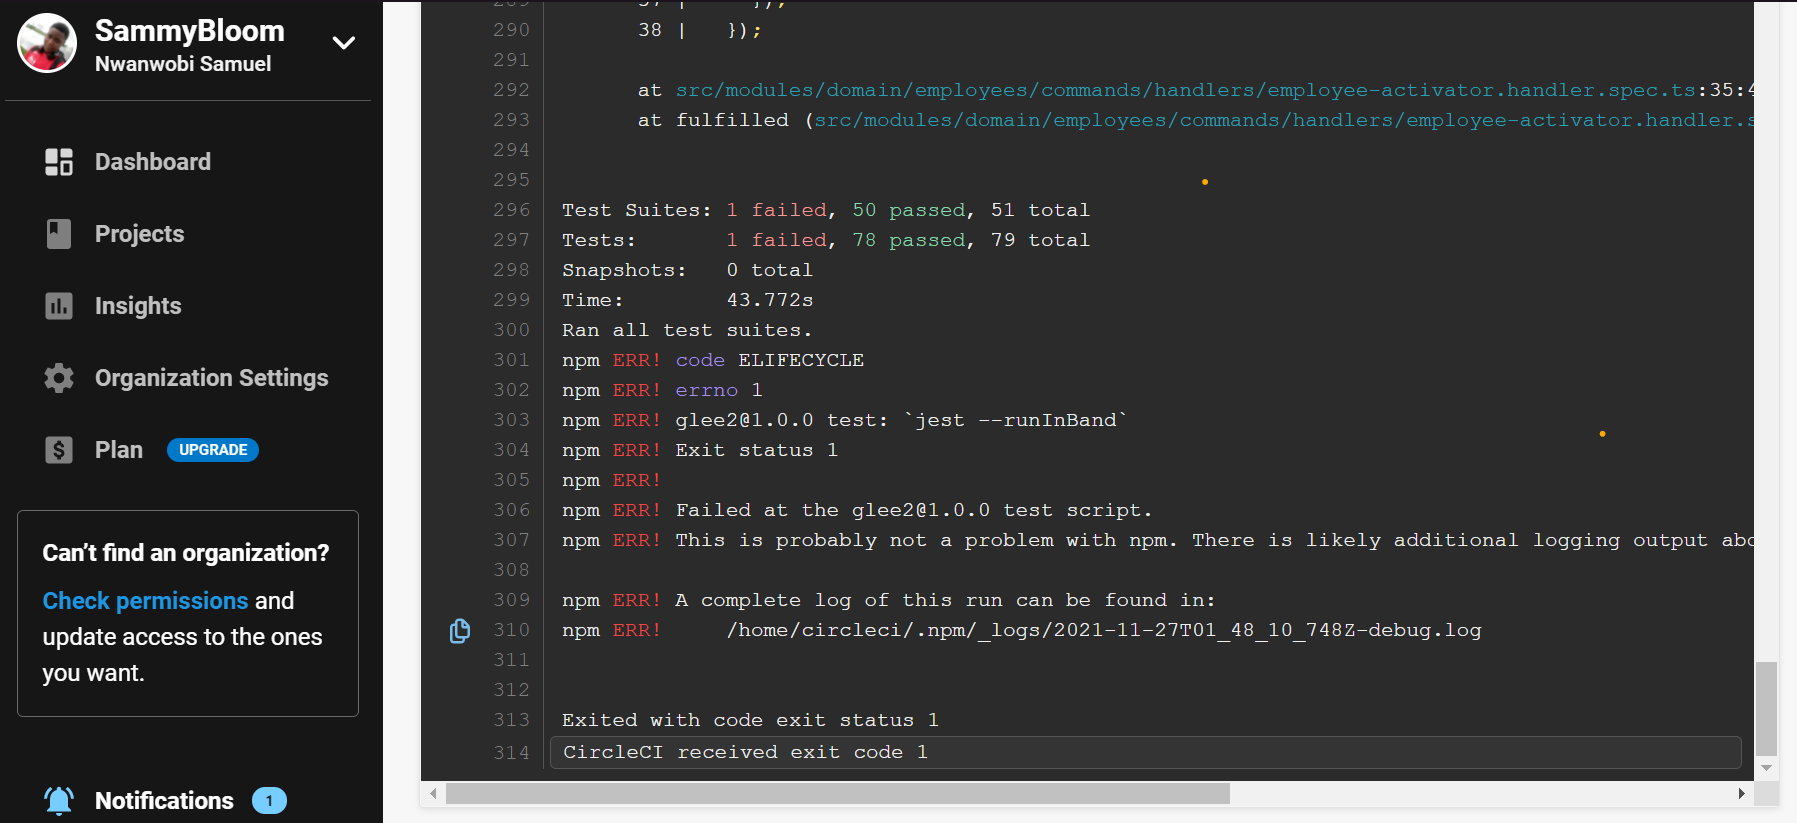 SammyBloom
Nwanwobi Samuel
Dashboard
Projects
Insights
Organization Settings
Plan UPGRADE
Can't find an organization?
Check permissions and
update access to the ones
you want.
Notifications 1
289 37 | });
290 38 | });
291
292 at src/modules/domain/employees/commands/handlers/employee-activator.handler.spec.ts:35:4
293 at fulfilled (src/modules/domain/employees/commands/handlers/employee-activator.handler.s
294
295
296 Test Suites: 1 failed, 50 passed, 51 total
297 Tests: 1 failed, 78 passed, 79 total
298 Snapshots: 0 total
299 Time: 43.772s
300 Ran all test suites.
301 npm ERR! code ELIFECYCLE
302 npm ERR! errno 1
303 npm ERR! glee2@1.0.0 test: `jest --runInBand`
304 npm ERR! Exit status 1
305 npm ERR!
306 npm ERR! Failed at the glee2@1.0.0 test script.
307 npm ERR! This is probably not a problem with npm. There is likely additional logging output abo
308
309 npm ERR! A complete log of this run can be found in:
310 npm ERR! /home/circleci/.npm/_logs/2021-11-27T01_48_10_748Z-debug.log
311
312
313 Exited with code exit status 1
314 CircleCI received exit code 1